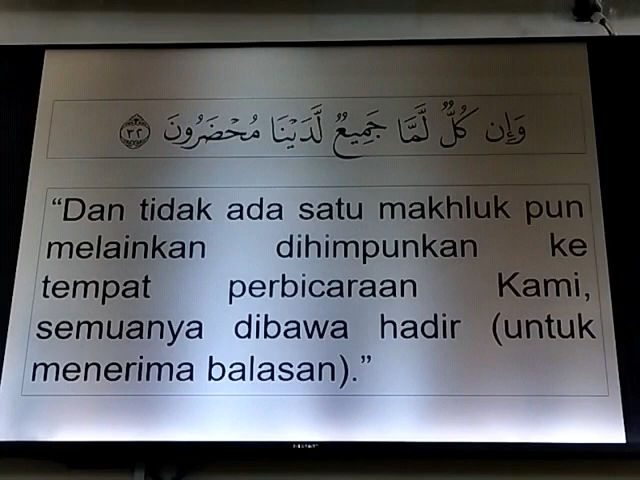 وَإِن كُلٌّ لَّمَّا جَمِيعٌ لَّدَيْنَا مُحْضَرُونَ ٣٢
“Dan tidak ada satu makhluk pun
melainkan dihimpunkan ke
tempat perbicaraan Kami,
semuanya dibawa hadir (untuk
menerima balasan).”